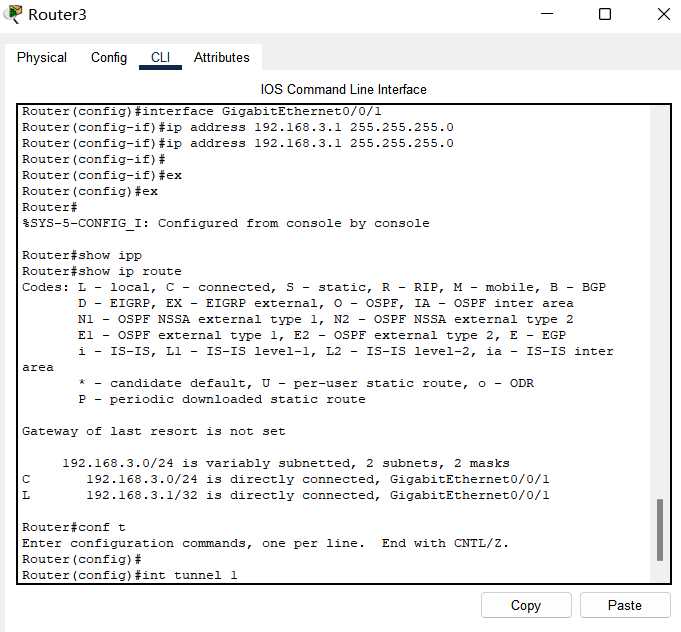 Router3
Physical Config CLI Attributes
IOS Command Line Interface
Router(config)#interface GigabitEthernet0/0/1
Router(config-if)#ip address 192.168.3.1 255.255.255.0
Router(config-if)#ip address 192.168.3.1 255.255.255.0
Router(config-if)#
Router(config-if)#ex
Router(config)#ex
Router#
%SYS-5-CONFIG_I: Configured from console by console
Router#show ipp
Router#show ip route
Codes: L - local, C - connected, S - static, R - RIP, M - mobile, B - BGP
D - EIGRP, EX - EIGRP external, O - OSPF, IA - OSPF inter area
N1 - OSPF NSSA external type 1, N2 - OSPF NSSA external type 2
E1 - OSPF external type 1, E2 - OSPF external type 2, E - EGP
i - IS-IS, L1 - IS-IS level-1, L2 - IS-IS level-2, ia - IS-IS inter
area
* - candidate default, U - per-user static route, o - ODR
P - periodic downloaded static route
Gateway of last resort is not set
192.168.3.0/24 is variably subnetted, 2 subnets, 2 masks
C 192.168.3.0/24 is directly connected, GigabitEthernet0/0/1
L 192.168.3.1/32 is directly connected, GigabitEthernet0/0/1
Router#conf t
Enter configuration commands, one per line. End with CNTL/Z.
Router(config)#
Router(config)#int tunnel 1
Copy Paste